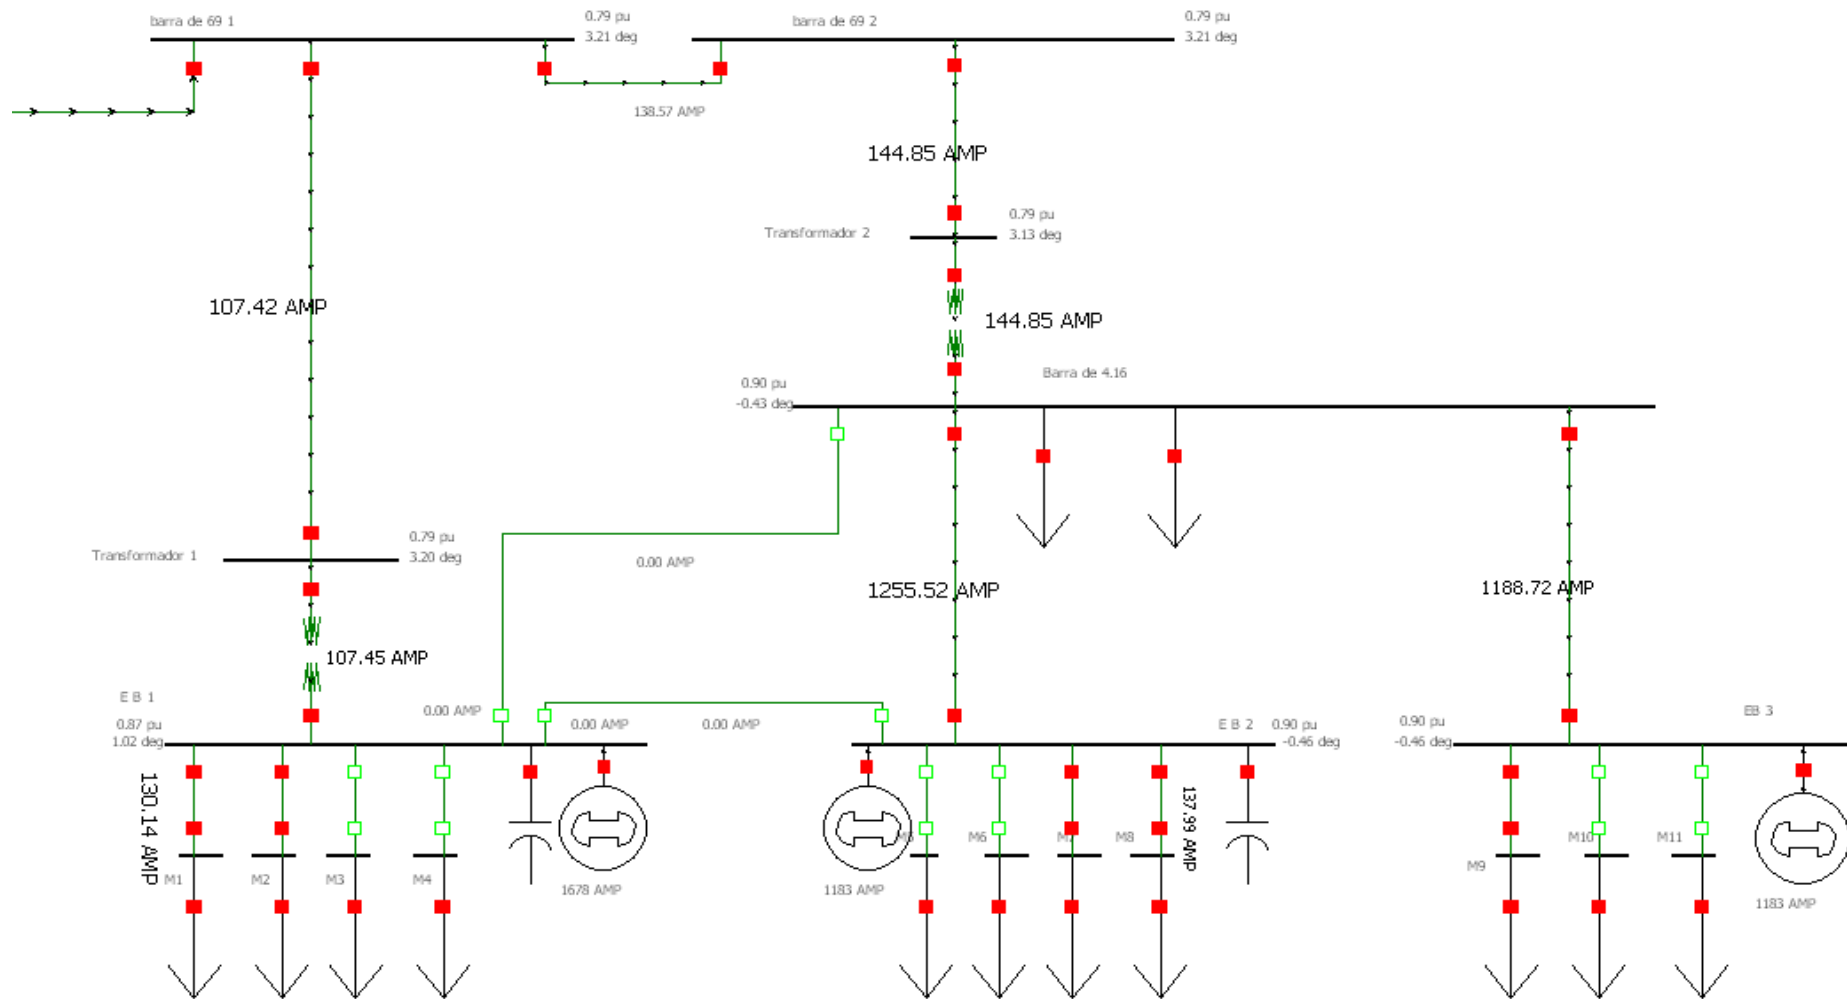 barra de 69 1
0.79 pu
3.21 deg
barra de 69 2
0.79 pu
3.21 deg
138.57 AMP
144.85 AMP
Transformador 2
0.79 pu
3.13 deg
107.42 AMP
144.85 AMP
Barra de 4.16
0.90 pu
-0.43 deg
Transformador 1
0.79 pu
3.20 deg
0.00 AMP
1255.52 AMP
1188.72 AMP
107.45 AMP
E B 1
0.87 pu
1.02 deg
0.00 AMP
0.00 AMP
0.00 AMP
E B 2
0.90 pu
-0.46 deg
0.90 pu
-0.46 deg
EB 3
130.14 AMP
137.99 AMP
M1
M2
M3
M4
1678 AMP
1183 AMP
M6
M8
M9
M10
M11
1183 AMP